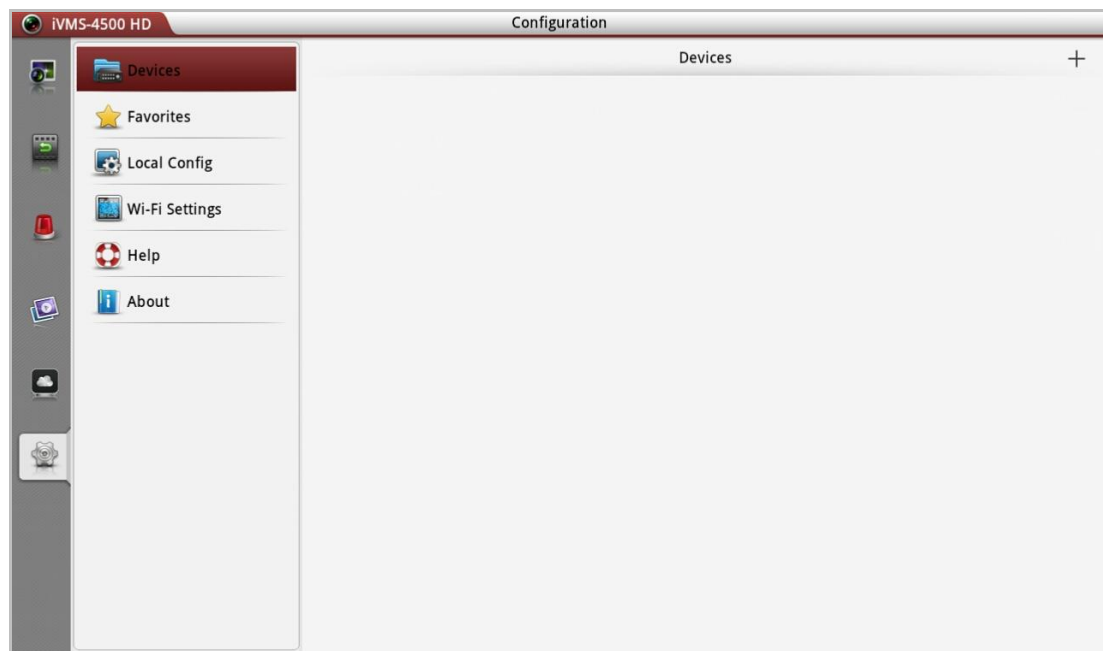 iVMS-4500 HD
Configuration
Devices
Favorites
Local Config
Wi-Fi Settings
Help
About
Devices